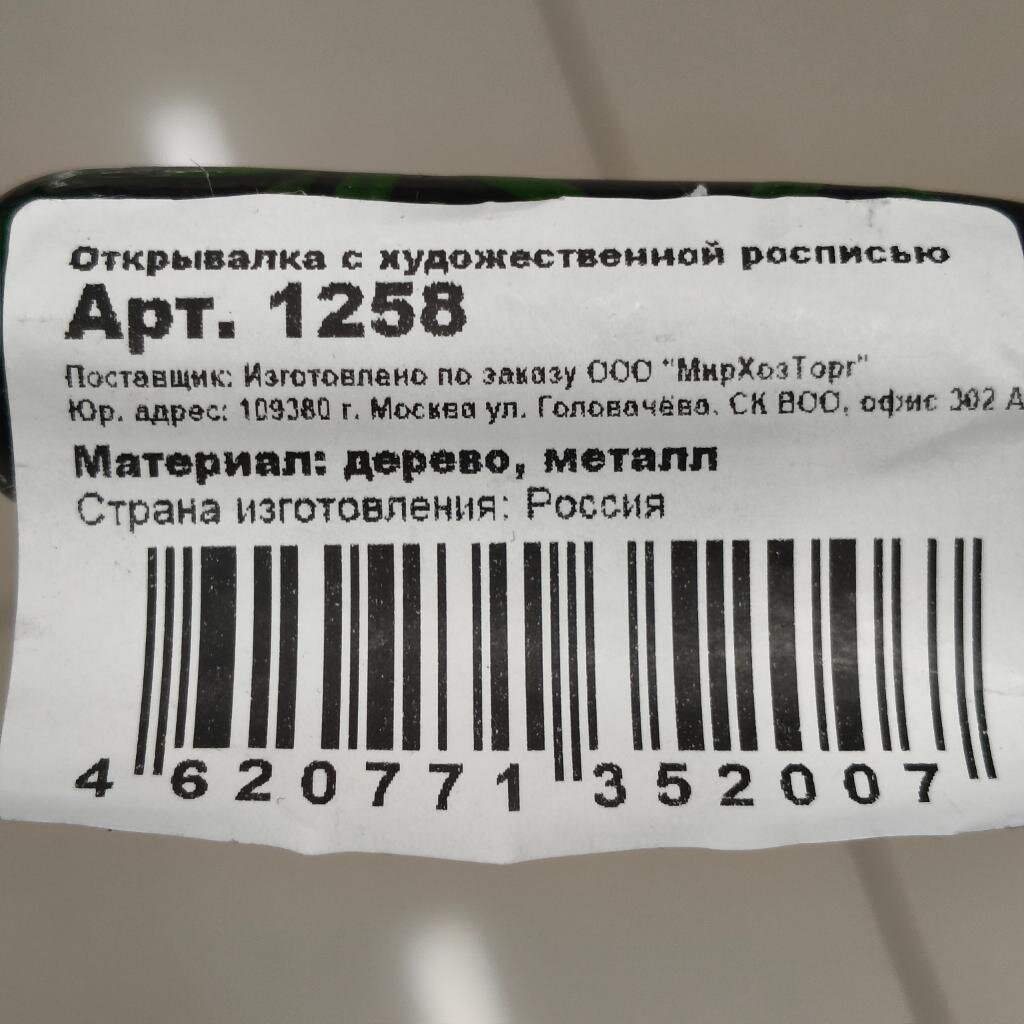 Открывалка с художественной росписью
Арт. 1258
Поставщик: Изготовлено по заказу ООО "МирХозТорг"
Юр. адрес: 109380 г. Москва ул. Головачёва, СК ВОО, офис 302 А
Материал: дерево, металл
Страна изготовления: Россия
4 620771 352007